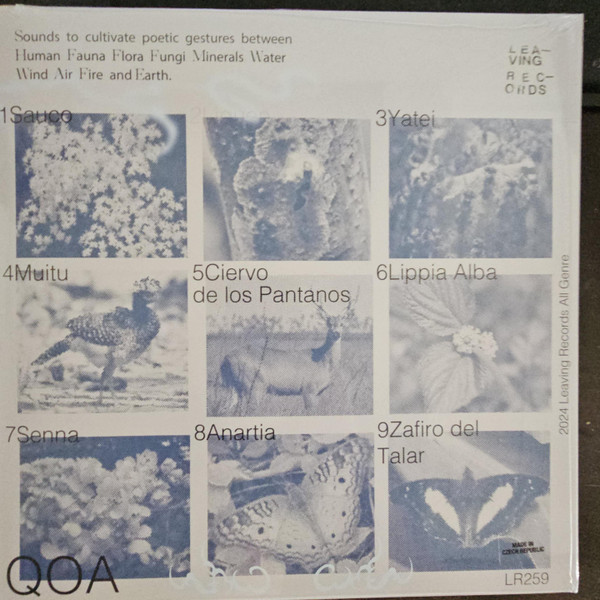 Sounds to cultivate poetic gestures between
Human Fauna Flora Fungi Minerals Water
Wind Air Fire and Earth.
LEA-
VING
REC-
ORDS
1Sauco
3Yatei
4Muitu
5Ciervo
de los Pantanos
6Lippia Alba
7Senna
8Anartia
9Zafiro del
Talar
2024 Leaving Records All Genre
MADE IN
CZECH REPUBLIC
QOA
LR259